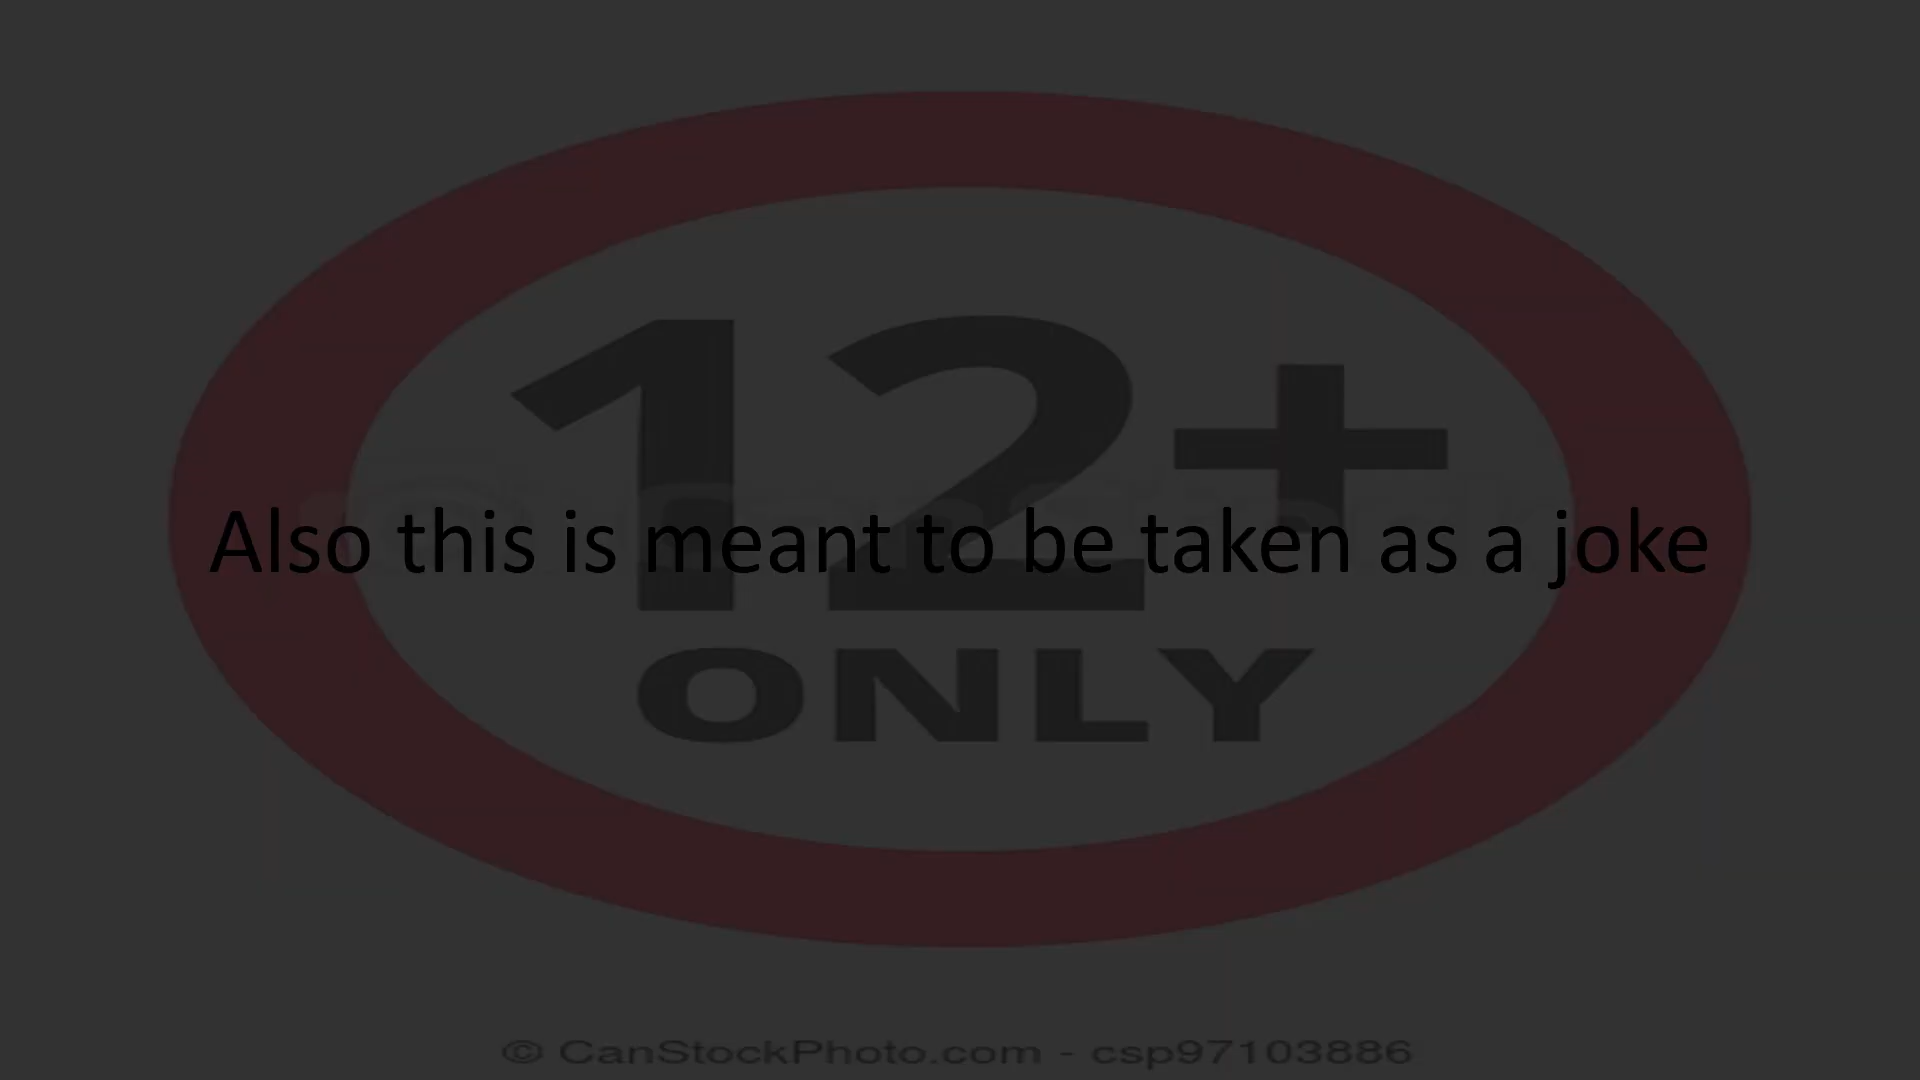 12+
Also this is meant to be taken as a joke
ONLY
© CanStockPhoto.com - csp97103886